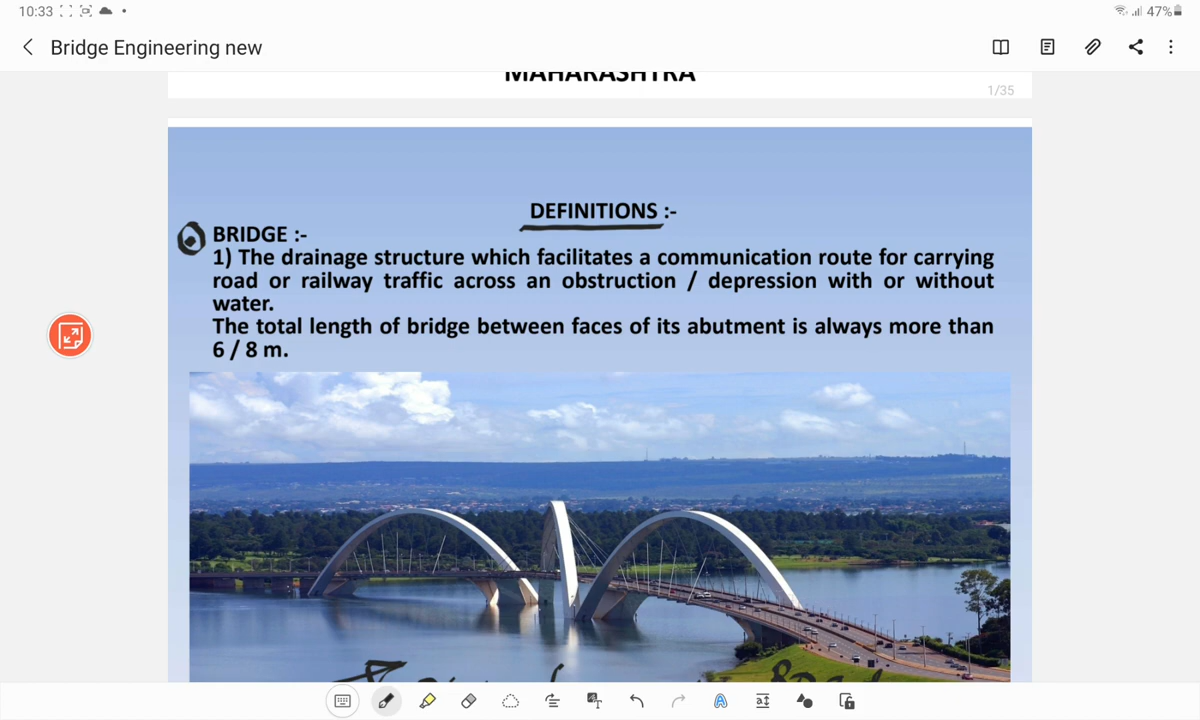 10:33
47%
Bridge Engineering new
MAHARASHTRA
1/35
DEFINITIONS :-
BRIDGE :-
1) The drainage structure which facilitates a communication route for carrying
road or railway traffic across an obstruction / depression with or without
water.
The total length of bridge between faces of its abutment is always more than
6 / 8 m.